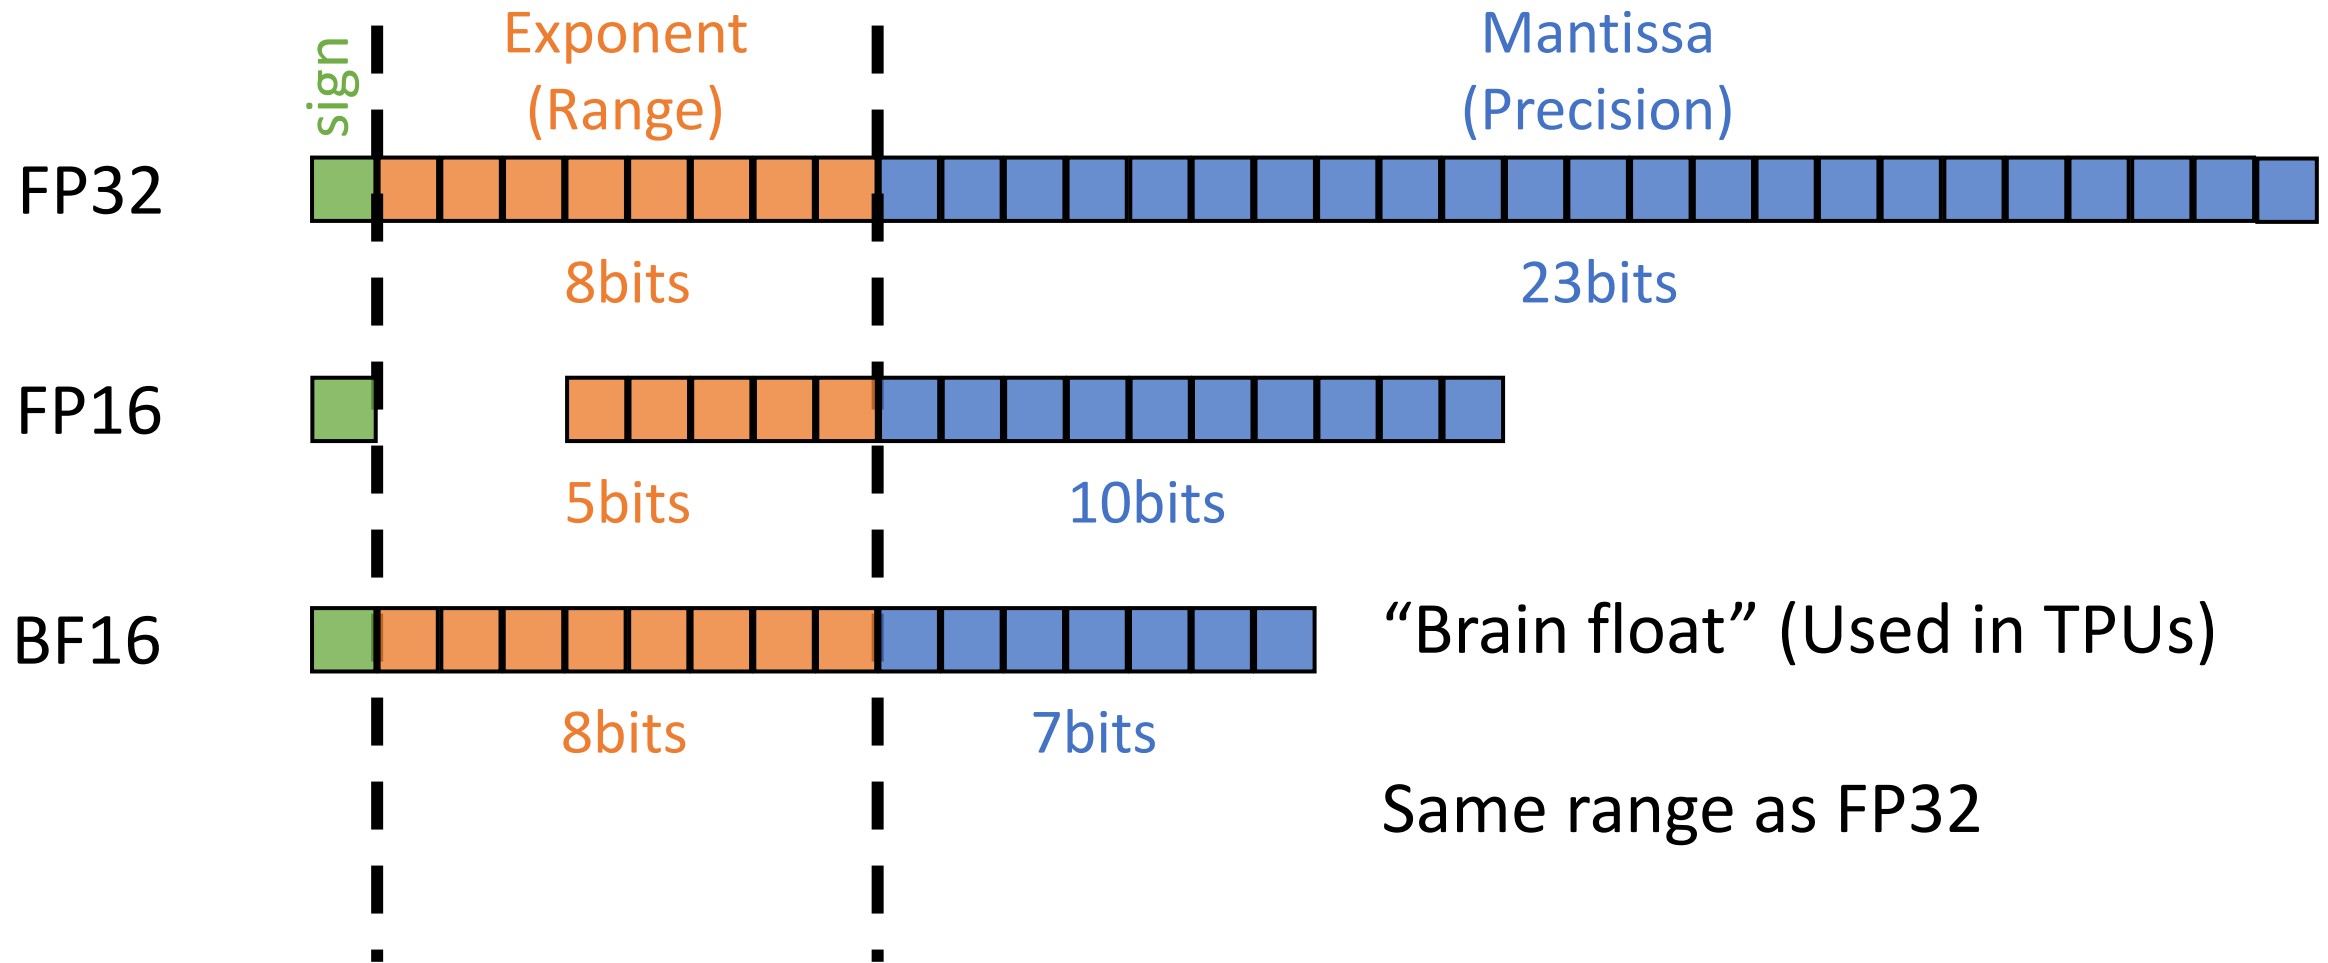 sign
Exponent
(Range)
Mantissa
(Precision)
FP32
8bits
23bits
FP16
5bits
10bits
BF16
“Brain float” (Used in TPUs)
8bits
7bits
Same range as FP32